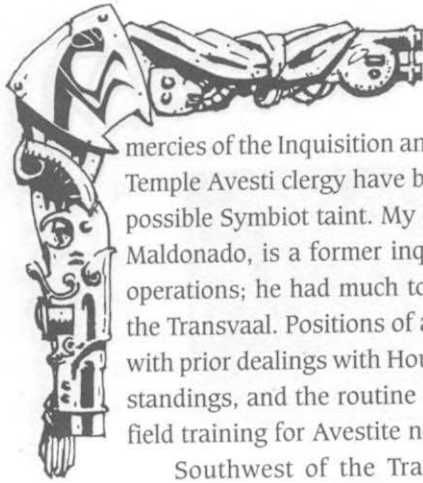 mercies of the Inquisition an
Temple Avesti clergy have b
possible Symbiot taint. My
Maldonado, is a former inq
operations; he had much to
the Transvaal. Positions of a
with prior dealings with Hou
standings, and the routine
field training for Avestite n
Southwest of the Tra